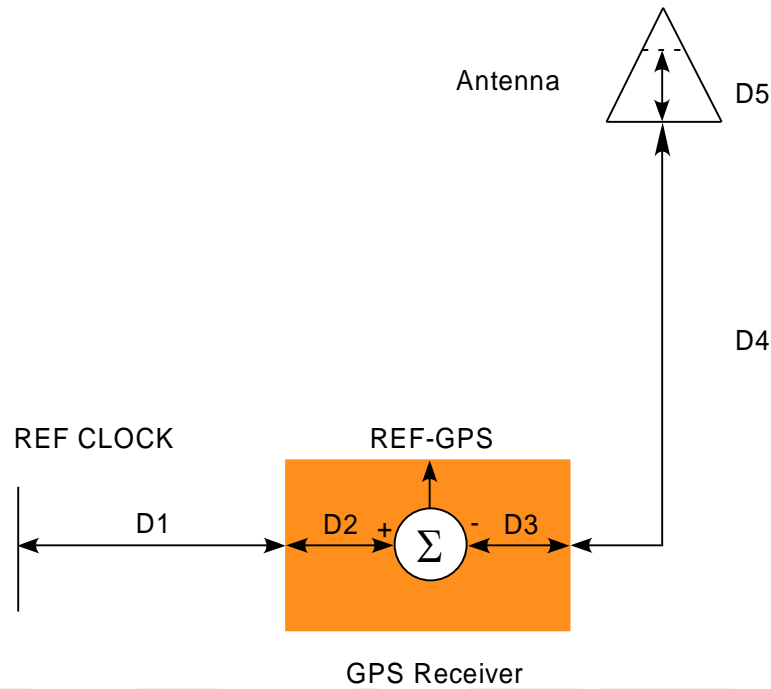 Antenna
D5
D4
REF CLOCK
REF-GPS
D1
D2
+
Σ
-
D3
GPS Receiver